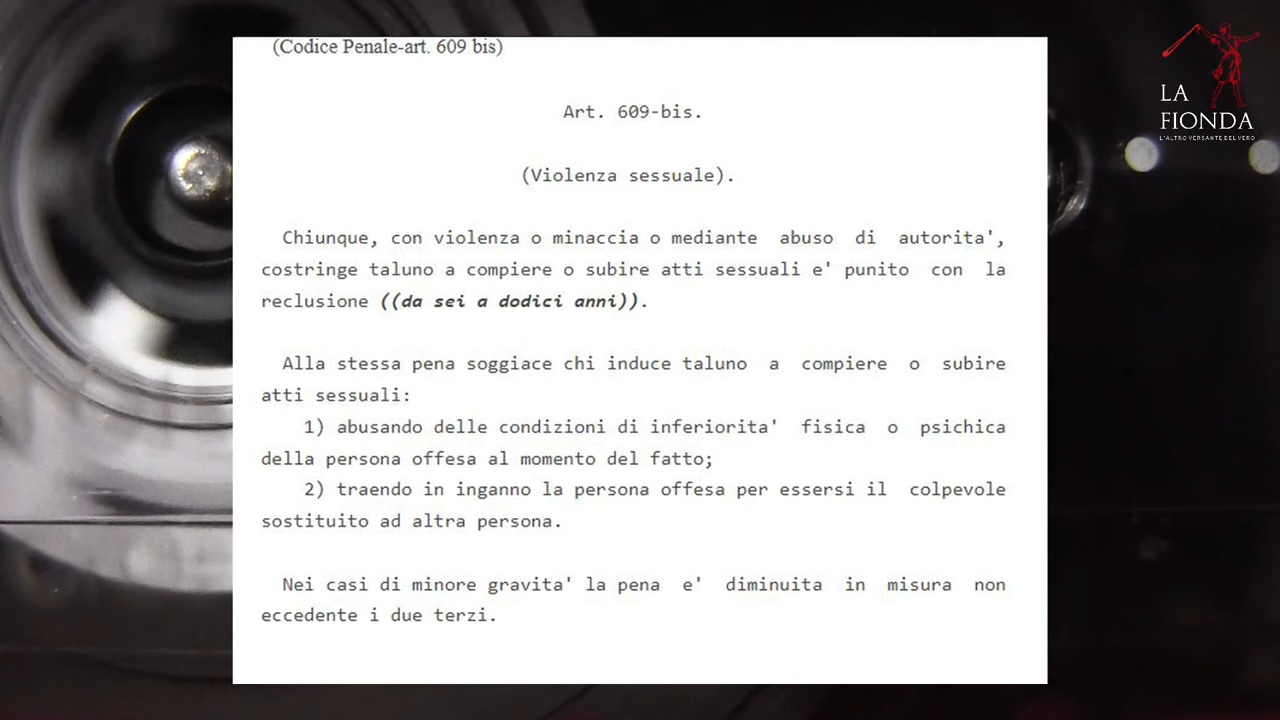 (Codice Penale-art. 609 bis)
LA
FIONDA
L'ALTRO VERSANTE DEL VERO
Art. 609-bis.
(Violenza sessuale).
Chiunque, con violenza o minaccia o mediante abuso di autorita',
costringe taluno a compiere o subire atti sessuali e' punito con la
reclusione ((da sei a dodici anni)).
Alla stessa pena soggiace chi induce taluno a compiere o subire
atti sessuali:
1) abusando delle condizioni di inferiorita' fisica o psichica
della persona offesa al momento del fatto;
2) traendo in inganno la persona offesa per essersi il colpevole
sostituito ad altra persona.
Nei casi di minore gravita' la pena e' diminuita in misura non
eccedente i due terzi.